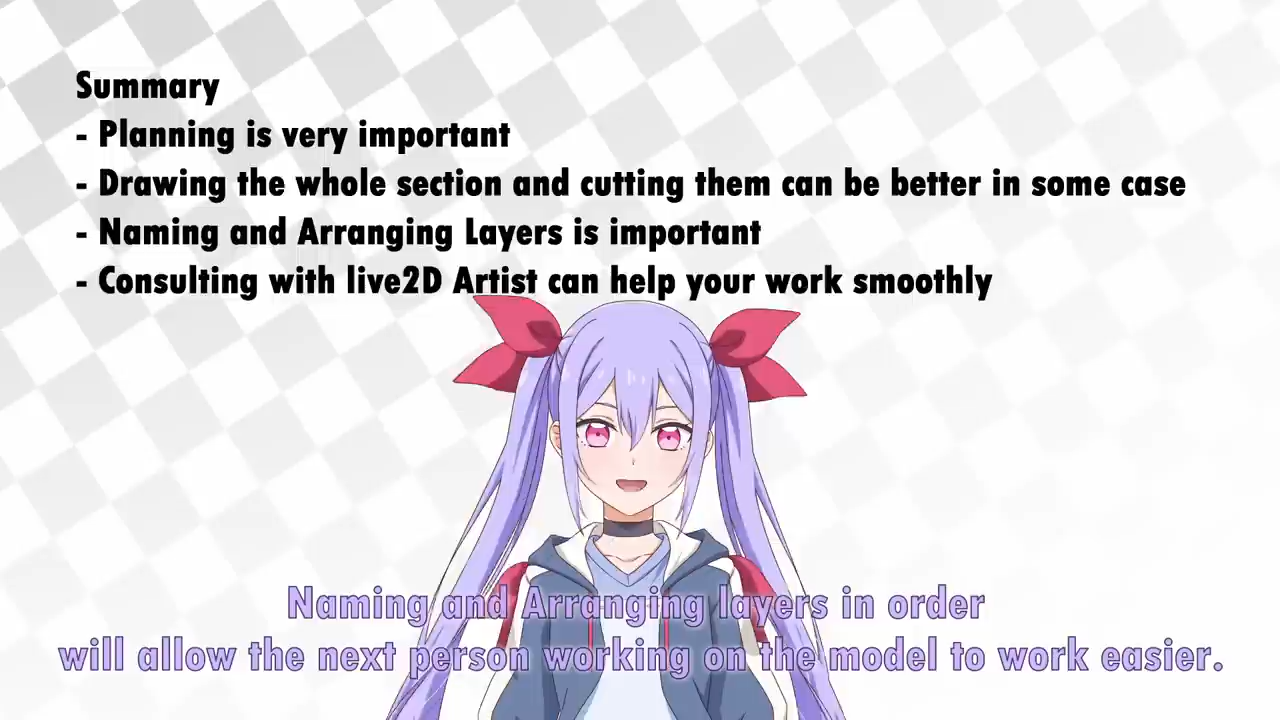 Summary
- Planning is very important
- Drawing the whole section and cutting them can be better in some case
- Naming and Arranging Layers is important
- Consulting with live2D Artist can help your work smoothly
Naming and Arranging layers in order
will allow the next person working on the model to work easier.